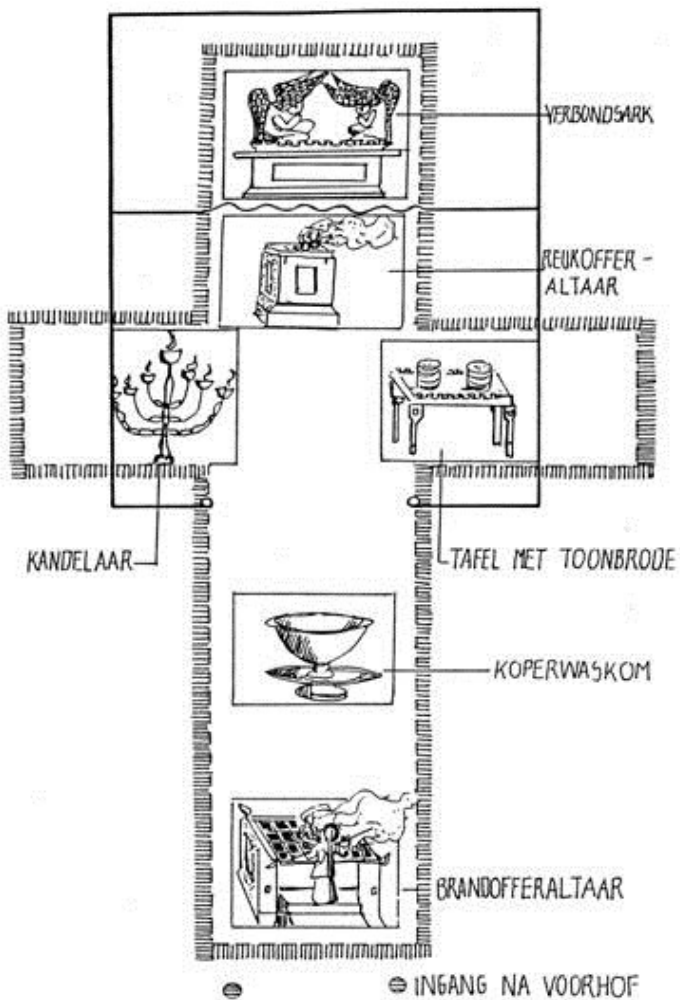 VERBONDSARK
REUKOFFER -
ALTAAR
KANDELAAR
TAFEL MET TOONBRODE
KOPERWASKOM
BRANDOFFERALTAAR
INGANG NA VOORHOF